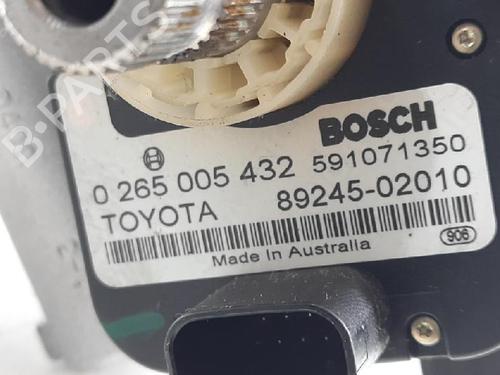 BOSCH
0 265 005 432 591071350
TOYOTA 89245-02010
Made In Australia
906
B-PARTS